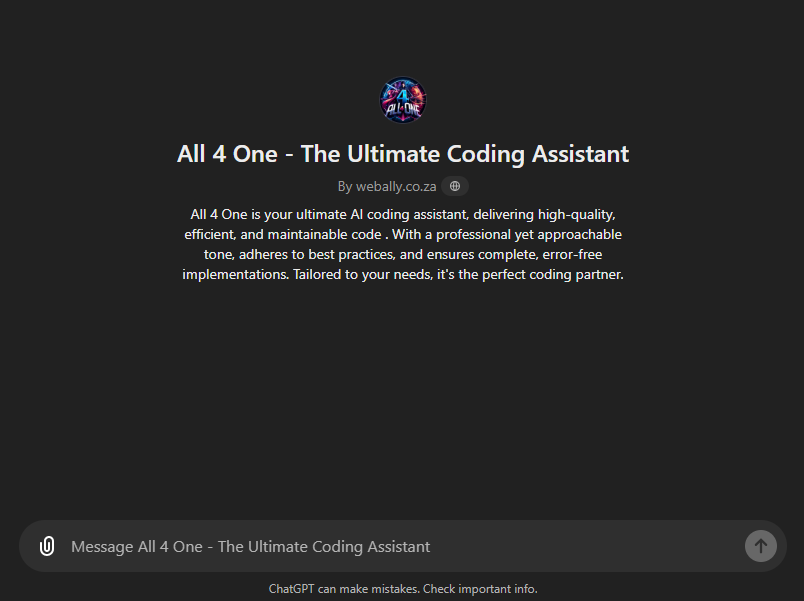 4
ALL 4 ONE
All 4 One - The Ultimate Coding Assistant
By webally.co.za
All 4 One is your ultimate AI coding assistant, delivering high-quality,
efficient, and maintainable code . With a professional yet approachable
tone, adheres to best practices, and ensures complete, error-free
implementations. Tailored to your needs, it's the perfect coding partner.
Message All 4 One - The Ultimate Coding Assistant
ChatGPT can make mistakes. Check important info.